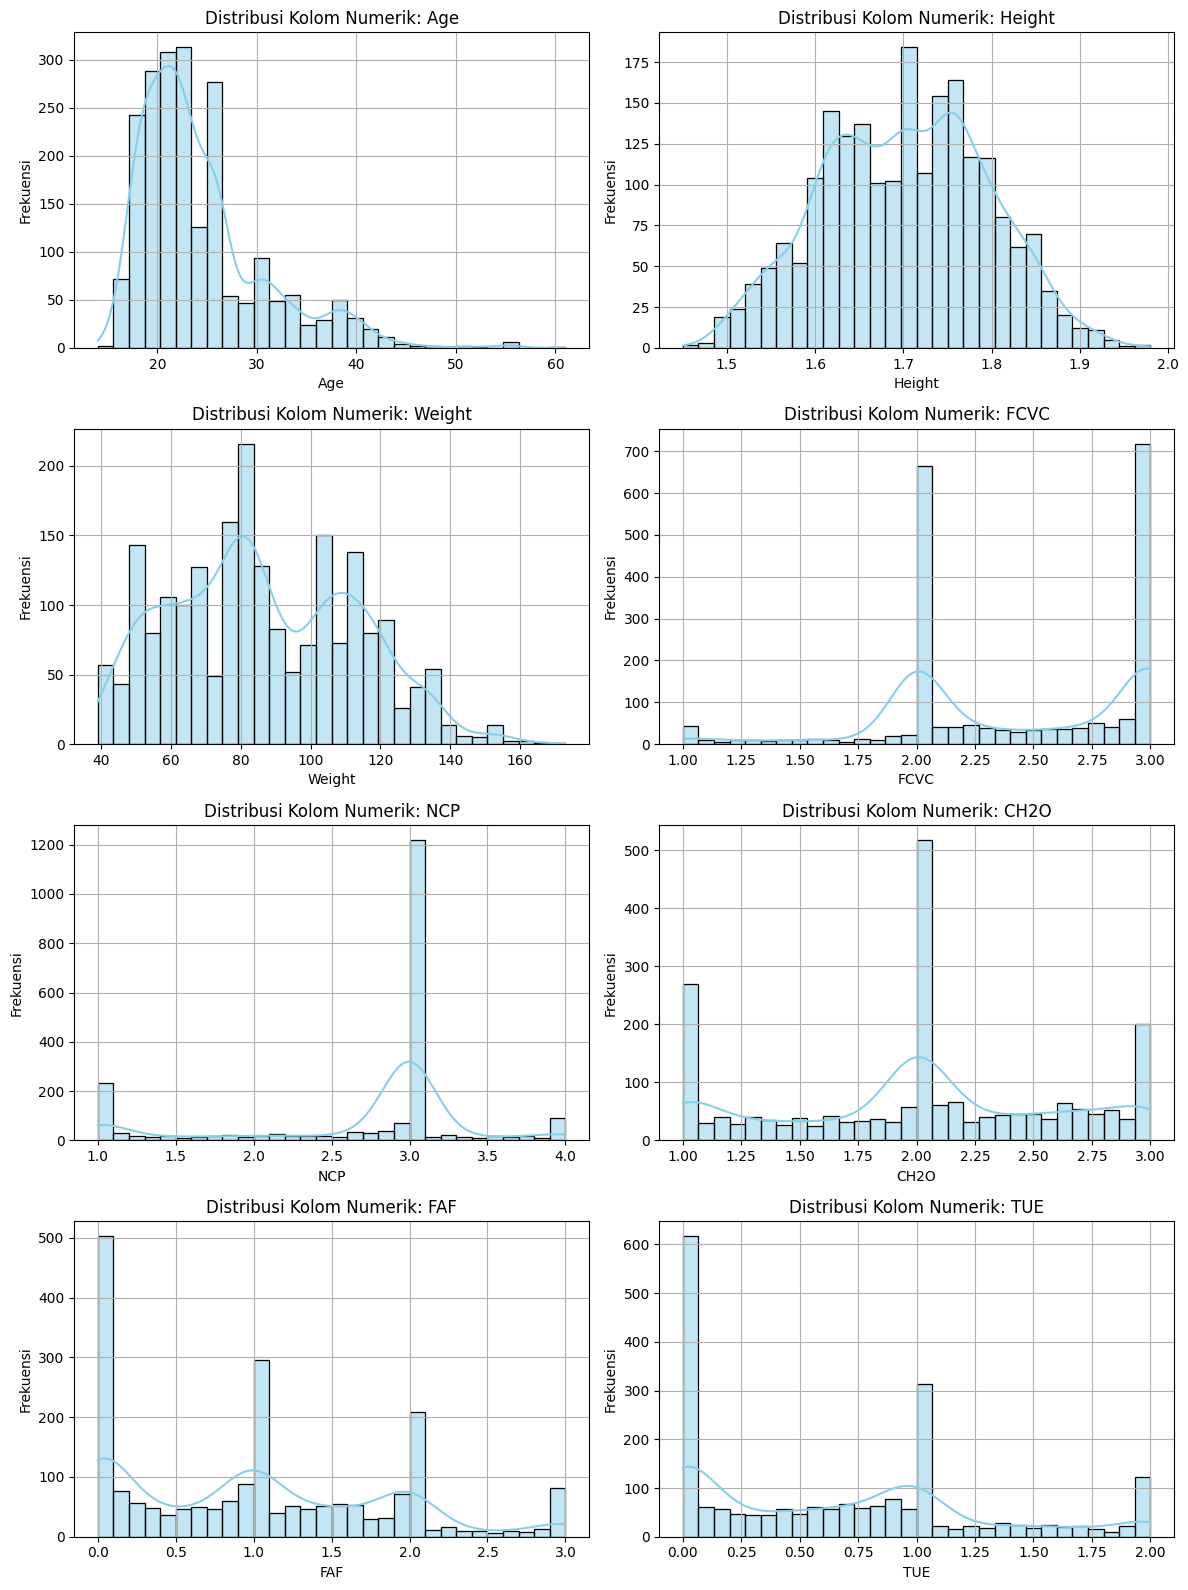 Distribusi Kolom Numerik: Age
300
250
200
150
100
50
0
Frekuensi
20 30 40 50 60
Age
Distribusi Kolom Numerik: Height
175
150
125
100
75
50
25
0
Frekuensi
1.5 1.6 1.7 1.8 1.9 2.0
Height
Distribusi Kolom Numerik: Weight
200
150
100
50
0
Frekuensi
40 60 80 100 120 140 160
Weight
Distribusi Kolom Numerik: FCVC
700
600
500
400
300
200
100
0
Frekuensi
1.00 1.25 1.50 1.75 2.00 2.25 2.50 2.75 3.00
FCVC
Distribusi Kolom Numerik: NCP
1200
1000
800
600
400
200
0
Frekuensi
1.0 1.5 2.0 2.5 3.0 3.5 4.0
NCP
Distribusi Kolom Numerik: CH2O
500
400
300
200
100
0
Frekuensi
1.00 1.25 1.50 1.75 2.00 2.25 2.50 2.75 3.00
CH2O
Distribusi Kolom Numerik: FAF
500
400
300
200
100
0
Frekuensi
0.0 0.5 1.0 1.5 2.0 2.5 3.0
FAF
Distribusi Kolom Numerik: TUE
600
500
400
300
200
100
0
Frekuensi
0.00 0.25 0.50 0.75 1.00 1.25 1.50 1.75 2.00
TUE